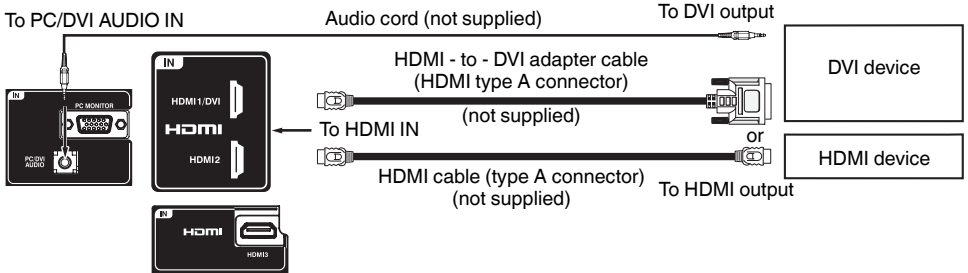 To PC/DVI AUDIO IN
Audio cord (not supplied)
To DVI output
HDMI - to - DVI adapter cable
(HDMI type A connector)
(not supplied)
DVI device
IN
PC MONITOR
PC/DVI
AUDIO
IN
HDMI1/DVI
HDMI
HDMI2
To HDMI IN
or
HDMI device
HDMI cable (type A connector)
(not supplied)
To HDMI output
IN
HDMI
HDMI3